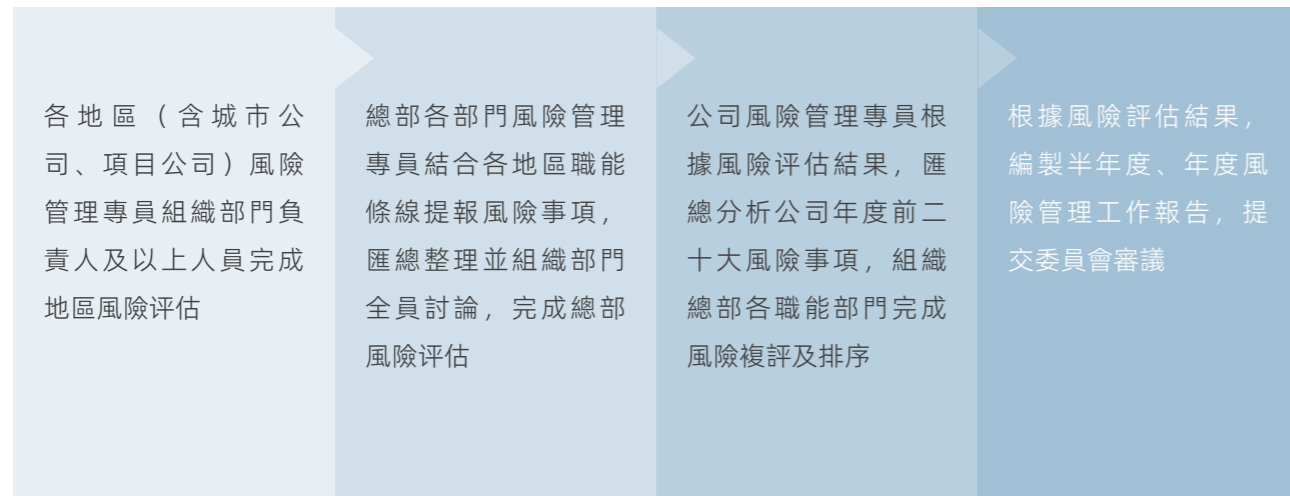 各地區（含城市公
司、項目公司）風險
管理專員組織部門負
責人及以上人員完成
地區風險评估
總部各部門風險管理
專員結合各地區職能
條線提報風險事項，
匯總整理並組織部門
全員討論，完成總部
風險评估
公司風險管理專員根
據風險评估結果，匯
總分析公司年度前二
十大風險事項，組織
總部各職能部門完成
風險複評及排序
根據風險評估結果，
編製半年度、年度風
險管理工作報告，提
交委員會審議